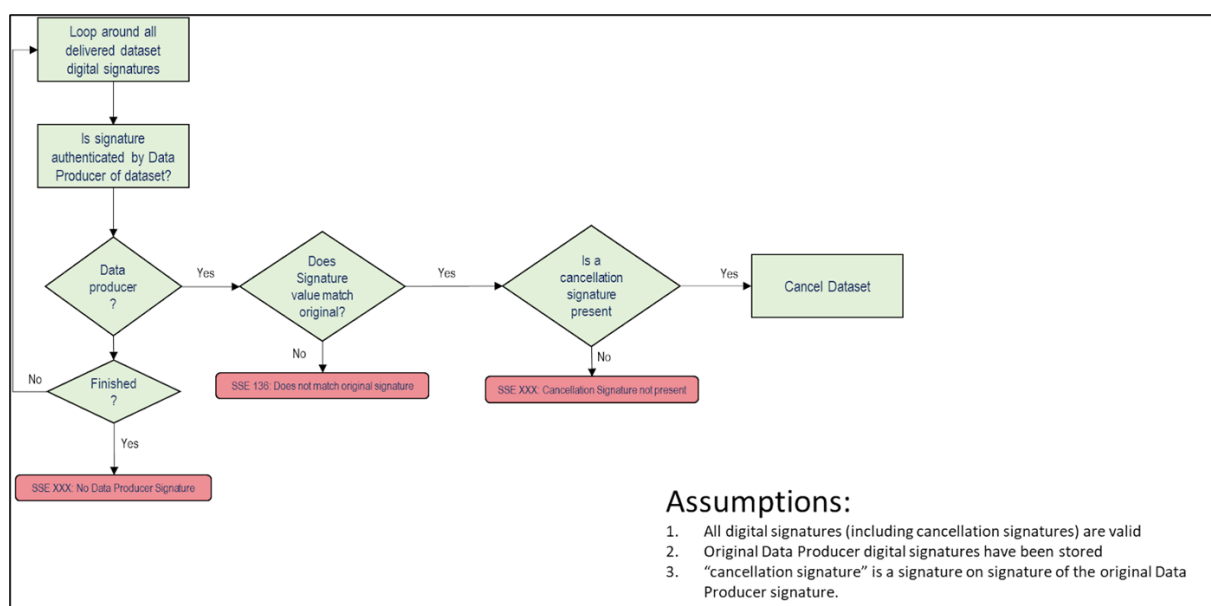 Loop around all
delivered dataset
digital signatures
Is signature
authenticated by Data
Producer of dataset?
Data
producer
?
Yes
Does
Signature
value match
original?
Yes
Is a
cancellation
signature
present
Yes
Cancel Dataset
No
Finished
?
No
SSE 136: Does not match original signature
No
SSE XXX: Cancellation Signature not present
Yes
SSE XXX: No Data Producer Signature
Assumptions:
1. All digital signatures (including cancellation signatures) are valid
2. Original Data Producer digital signatures have been stored
3. “cancellation signature” is a signature on signature of the original Data
Producer signature.